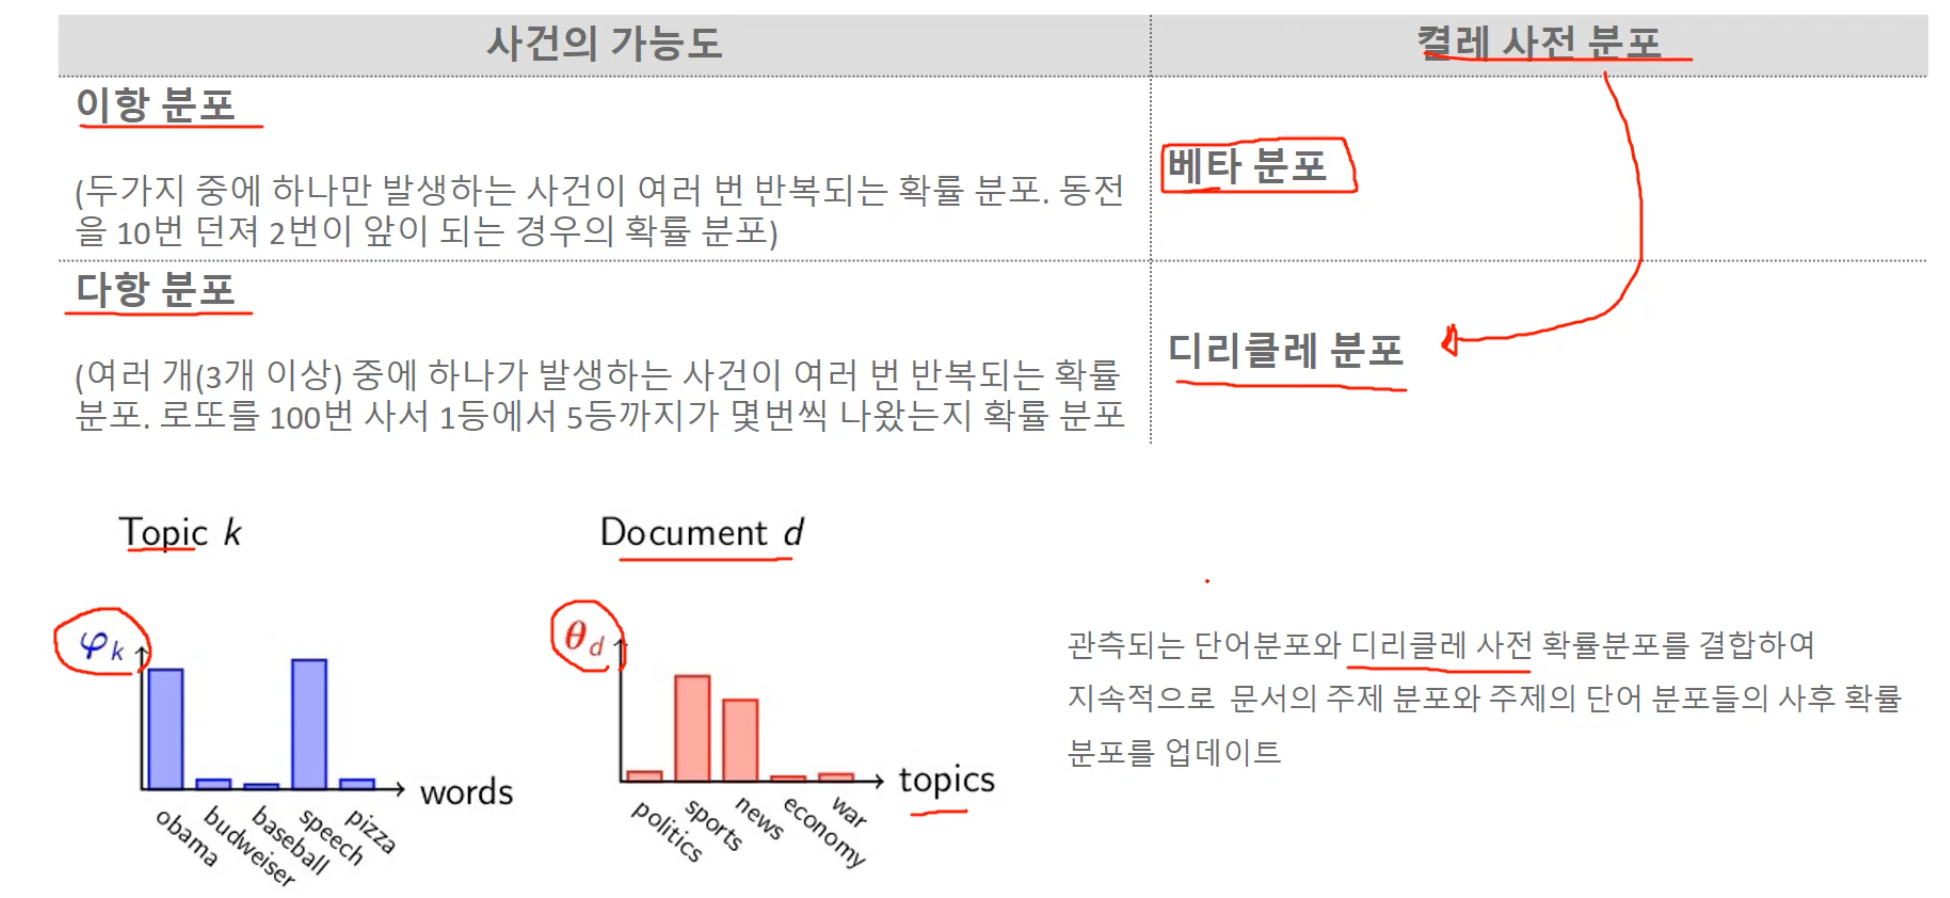 사건의 가능도
켤레 사전 분포
이항 분포
(두가지 중에 하나만 발생하는 사건이 여러 번 반복되는 확률 분포. 동전
을 10번 던져 2번이 앞이 되는 경우의 확률 분포)
베타 분포
다항 분포
(여러 개(3개 이상) 중에 하나가 발생하는 사건이 여러 번 반복되는 확률
분포. 로또를 100번 사서 1등에서 5등까지가 몇번씩 나왔는지 확률 분포
디리클레 분포
Topic k
φk
words
obama
budweiser
baseball
speech
pizza
Document d
θd
topics
politics
sports
news
economy
war
관측되는 단어분포와 디리클레 사전 확률분포를 결합하여
지속적으로 문서의 주제 분포와 주제의 단어 분포들의 사후 확률
분포를 업데이트